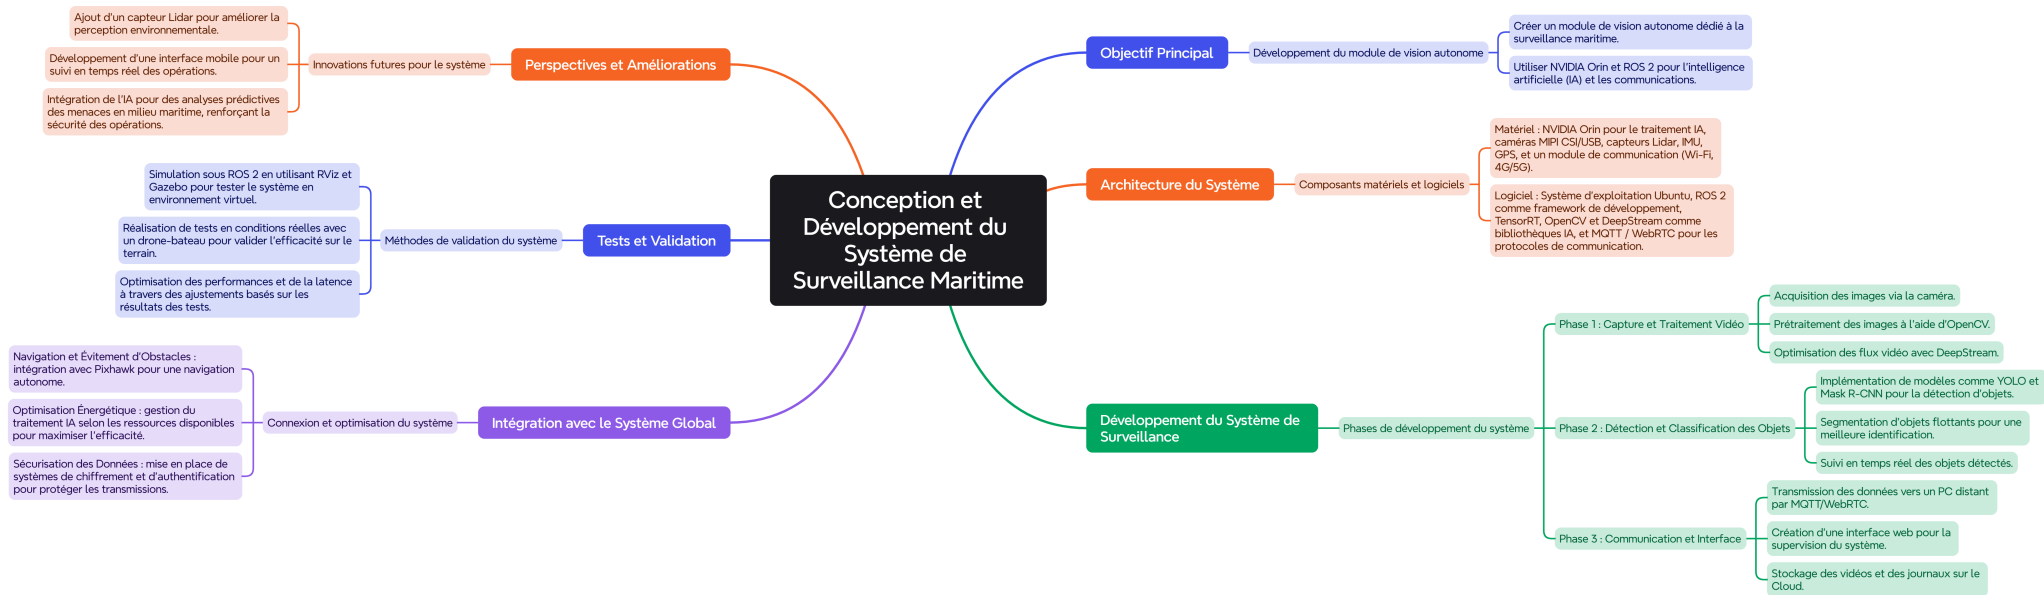 Conception et
Développement du
Système de
Surveillance Maritime
Objectif Principal
Développement du module de vision autonome
Créer un module de vision autonome dédié à la
surveillance maritime.
Utiliser NVIDIA Orin et ROS 2 pour l'intelligence
artificielle (IA) et les communications.
Architecture du Système
Composants matériels et logiciels
Matériel : NVIDIA Orin pour le traitement IA,
caméras MIPI CSI/USB, capteurs Lidar, IMU,
GPS, et un module de communication (Wi-Fi,
4G/5G).
Logiciel : Système d'exploitation Ubuntu, ROS 2
comme framework de développement,
TensorRT, OpenCV et DeepStream comme
bibliothèques IA, et MQTT / WebRTC pour les
protocoles de communication.
Développement du Système de
Surveillance
Phases de développement du système
Phase 1 : Capture et Traitement Vidéo
Acquisition des images via la caméra.
Prétraitement des images à l'aide d'OpenCV.
Optimisation des flux vidéo avec DeepStream.
Phase 2 : Détection et Classification des Objets
Implémentation de modèles comme YOLO et
Mask R-CNN pour la détection d'objets.
Segmentation d'objets flottants pour une
meilleure identification.
Suivi en temps réel des objets détectés.
Phase 3 : Communication et Interface
Transmission des données vers un PC distant
par MQTT/WebRTC.
Création d'une interface web pour la
supervision du système.
Stockage des vidéos et des journaux sur le
Cloud.
Perspectives et Améliorations
Innovations futures pour le système
Ajout d'un capteur Lidar pour améliorer la
perception environnementale.
Développement d'une interface mobile pour un
suivi en temps réel des opérations.
Intégration de l'IA pour des analyses prédictives
des menaces en milieu maritime, renforçant la
sécurité des opérations.
Tests et Validation
Méthodes de validation du système
Simulation sous ROS 2 en utilisant RViz et
Gazebo pour tester le système en
environnement virtuel.
Réalisation de tests en conditions réelles avec
un drone-bateau pour valider l'efficacité sur le
terrain.
Optimisation des performances et de la latence
à travers des ajustements basés sur les
résultats des tests.
Intégration avec le Système Global
Connexion et optimisation du système
Navigation et Évitement d'Obstacles :
intégration avec Pixhawk pour une navigation
autonome.
Optimisation Énergétique : gestion du
traitement IA selon les ressources disponibles
pour maximiser l'efficacité.
Sécurisation des Données : mise en place de
systèmes de chiffrement et d'authentification
pour protéger les transmissions.